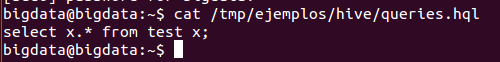 bigdata@bigdata:~$ cat /tmp/ejemplos/hive/queries.hql
select x.* from test x;
bigdata@bigdata:~$